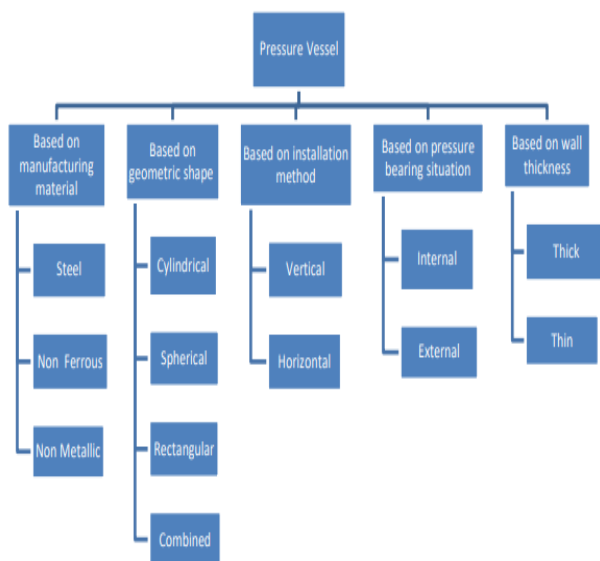 Pressure Vessel
Based on
manufacturing
material
Steel
Non Ferrous
Non Metallic
Based on
geometric shape
Cylindrical
Spherical
Rectangular
Combined
Based on installation
method
Vertical
Horizontal
Based on pressure
bearing situation
Internal
External
Based on wall
thickness
Thick
Thin